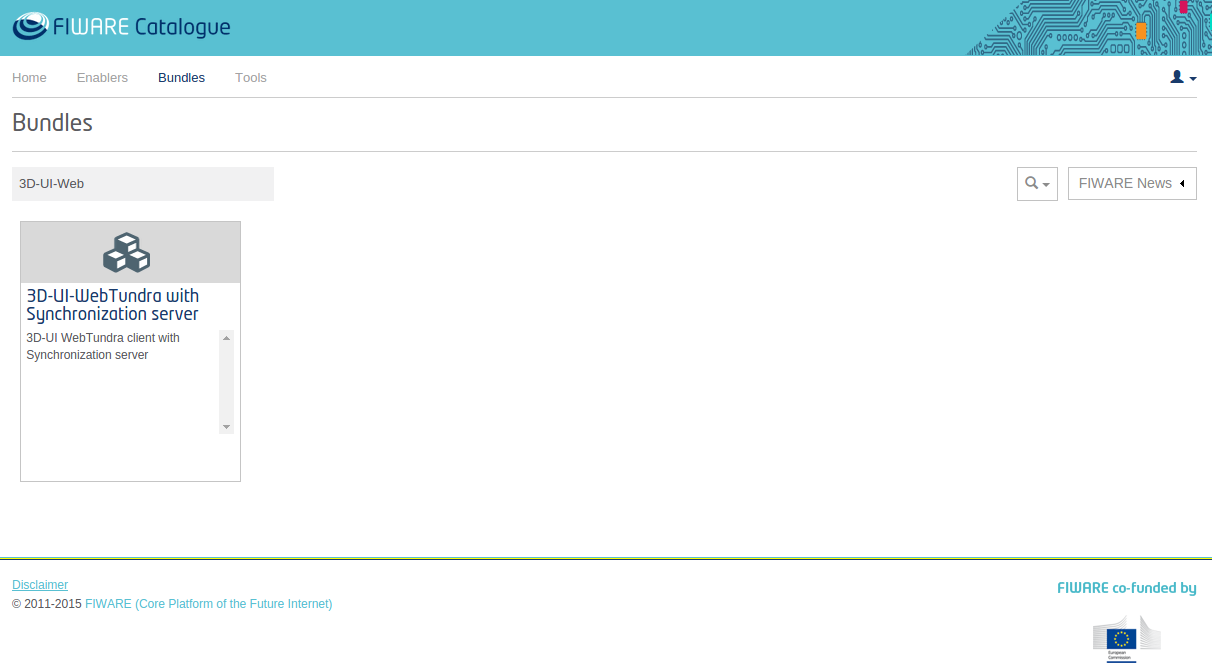 FIWARE Catalogue
Home Enablers Bundles Tools
Bundles
3D-UI-Web
FIWARE News
3D-UI-WebTundra with
Synchronization server
3D-UI WebTundra client with
Synchronization server
Disclaimer
© 2011-2015 FIWARE (Core Platform of the Future Internet)
FIWARE co-funded by
European
Commission